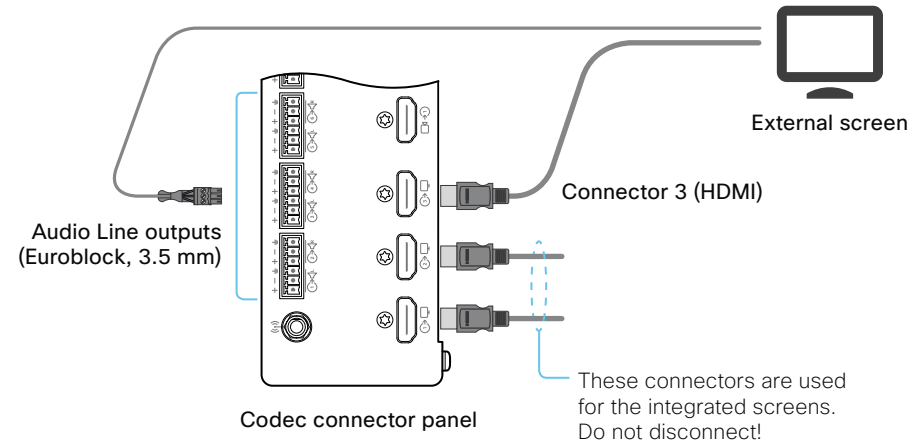 External screen
Connector 3 (HDMI)
Audio Line outputs
(Euroblock, 3.5 mm)
These connectors are used
for the integrated screens.
Do not disconnect!
Codec connector panel